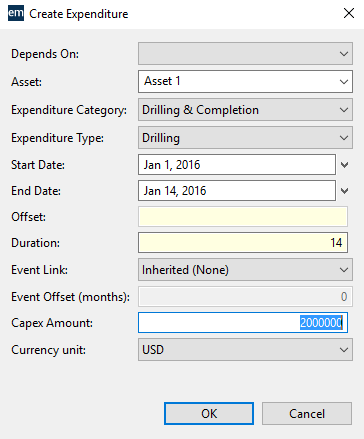 em Create Expenditure
Depends On:
Asset: Asset 1
Expenditure Category: Drilling & Completion
Expenditure Type: Drilling
Start Date: Jan 1, 2016
End Date: Jan 14, 2016
Offset:
Duration: 14
Event Link: Inherited (None)
Event Offset (months): 0
Capex Amount: 2000000
Currency unit: USD
OK Cancel